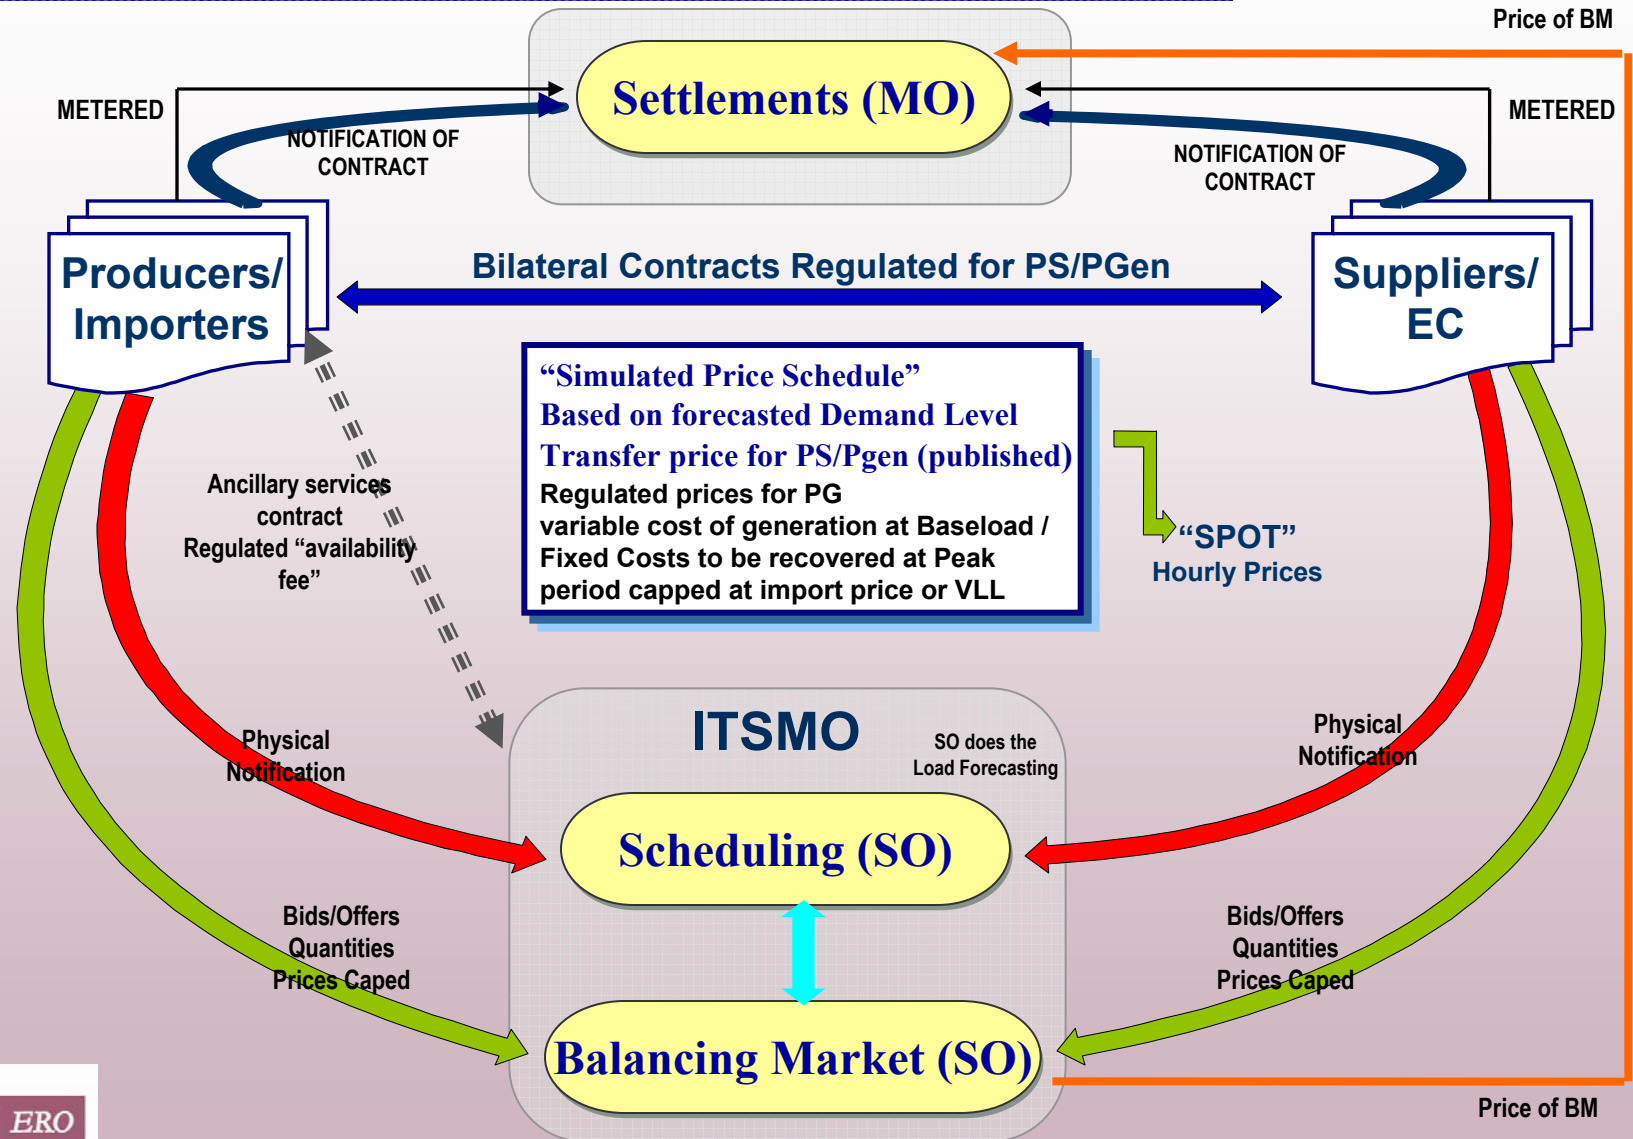 Price of BM
Settlements (MO)
METERED
METERED
NOTIFICATION OF
CONTRACT
NOTIFICATION OF
CONTRACT
Producers/
Importers
Bilateral Contracts Regulated for PS/PGen
Suppliers/
EC
“Simulated Price Schedule”
Based on forecasted Demand Level
Transfer price for PS/Pgen (published)
Regulated prices for PG
variable cost of generation at Baseload /
Fixed Costs to be recovered at Peak
period capped at import price or VLL
Ancillary services
contract
Regulated “availability
fee”
“SPOT”
Hourly Prices
ITSMO
SO does the
Load Forecasting
Physical
Notification
Physical
Notification
Scheduling (SO)
Bids/Offers
Quantities
Prices Caped
Bids/Offers
Quantities
Prices Caped
Balancing Market (SO)
Price of BM
ERO